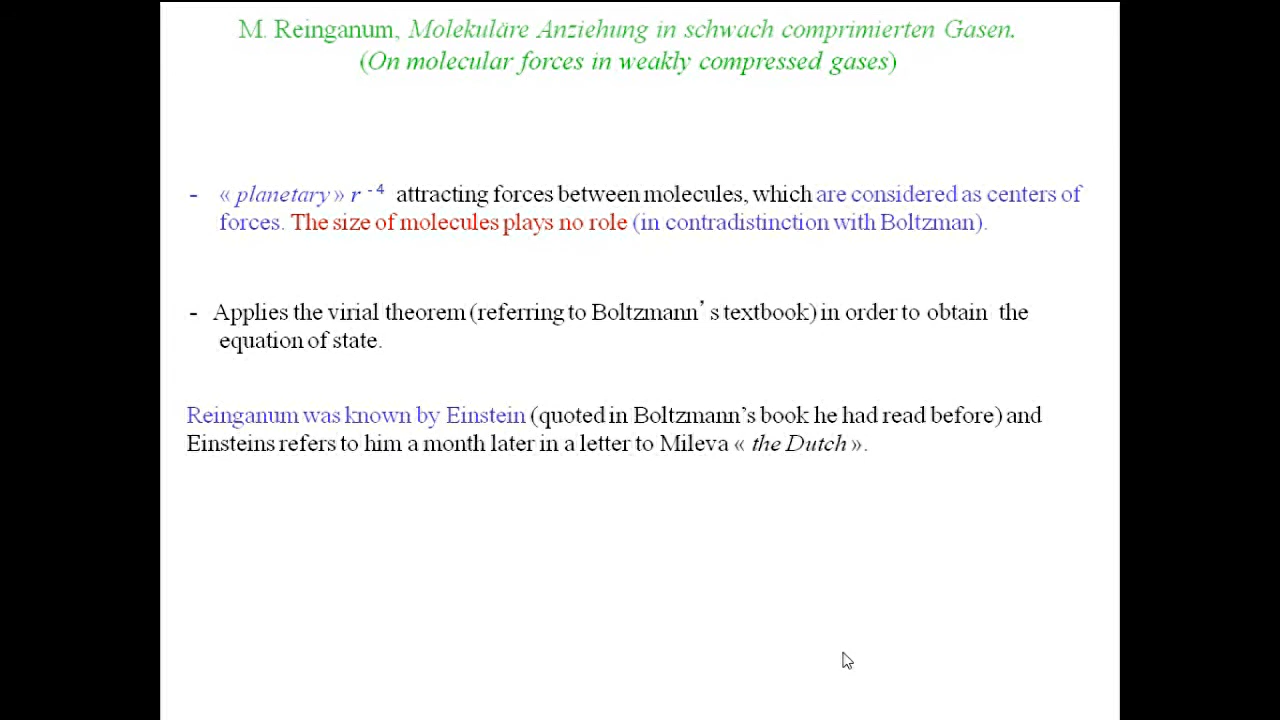 M. Reinganum, Molekuläre Anziehung in schwach comprimierten Gasen.
(On molecular forces in weakly compressed gases)
- « planetary » r -4 attracting forces between molecules, which are considered as centers of
forces. The size of molecules plays no role (in contradistinction with Boltzman).
- Applies the virial theorem (referring to Boltzmann’s textbook) in order to obtain the
equation of state.
Reinganum was known by Einstein (quoted in Boltzmann’s book he had read before) and
Einsteins refers to him a month later in a letter to Mileva « the Dutch ».